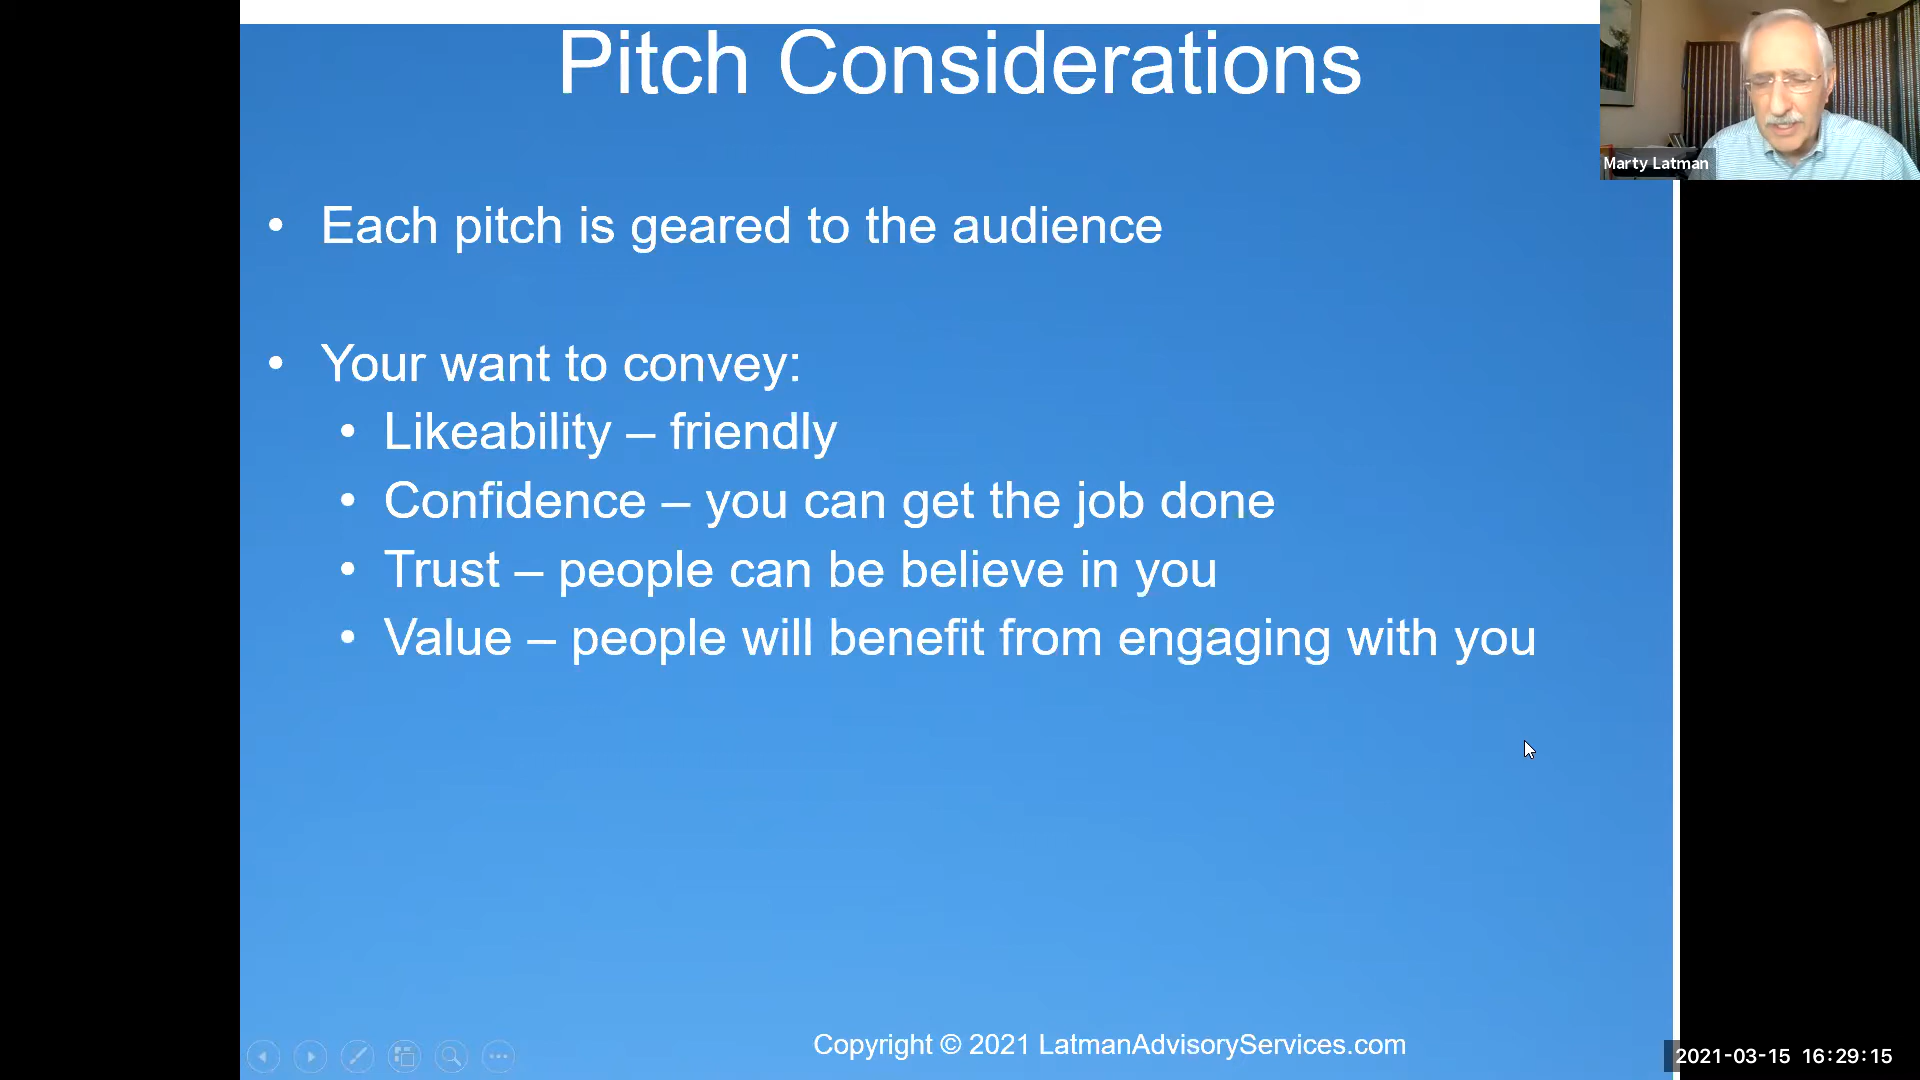 Pitch Considerations
Marty Latman
• Each pitch is geared to the audience
• Your want to convey:
• Likeability – friendly
• Confidence – you can get the job done
• Trust – people can be believe in you
• Value – people will benefit from engaging with you
Copyright © 2021 LatmanAdvisoryServices.com
2021-03-15 16:29:15